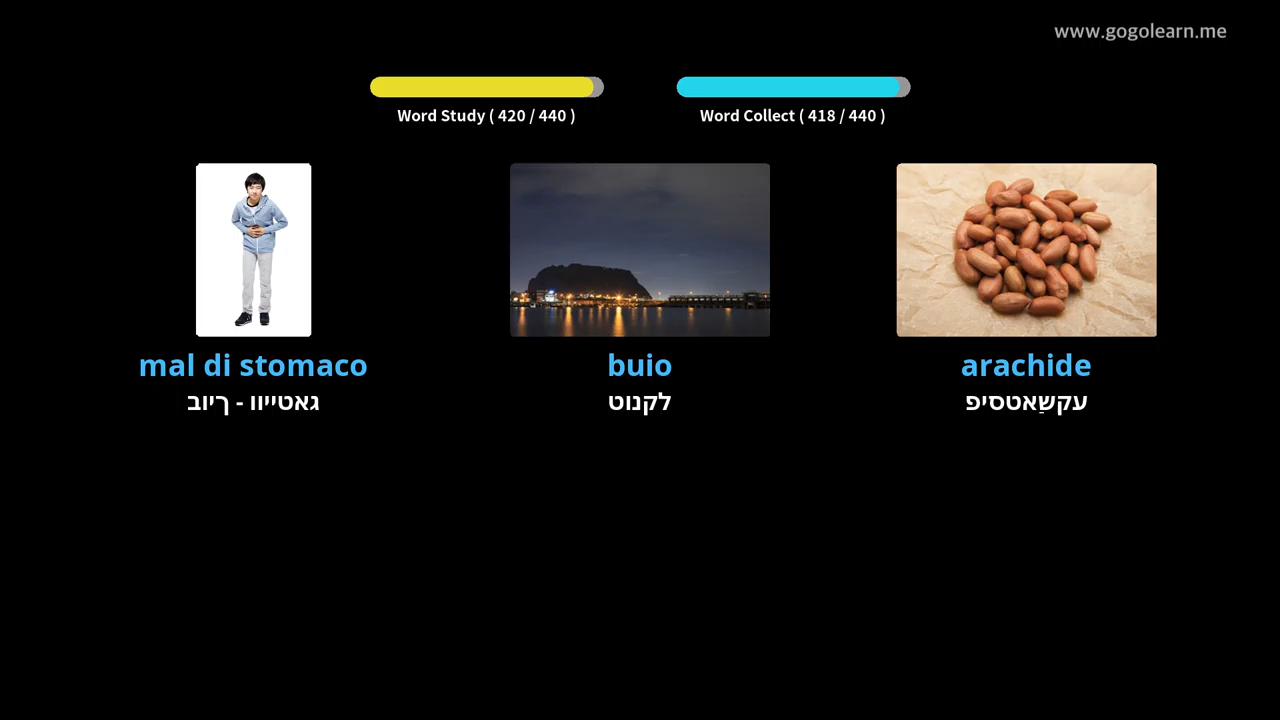 www.gogolearn.me
Word Study ( 420 / 440 )
Word Collect ( 418 / 440 )
mal di stomaco
גאטייוו - ךיוב
buio
לקנוט
arachide
עקשַאטסיפ